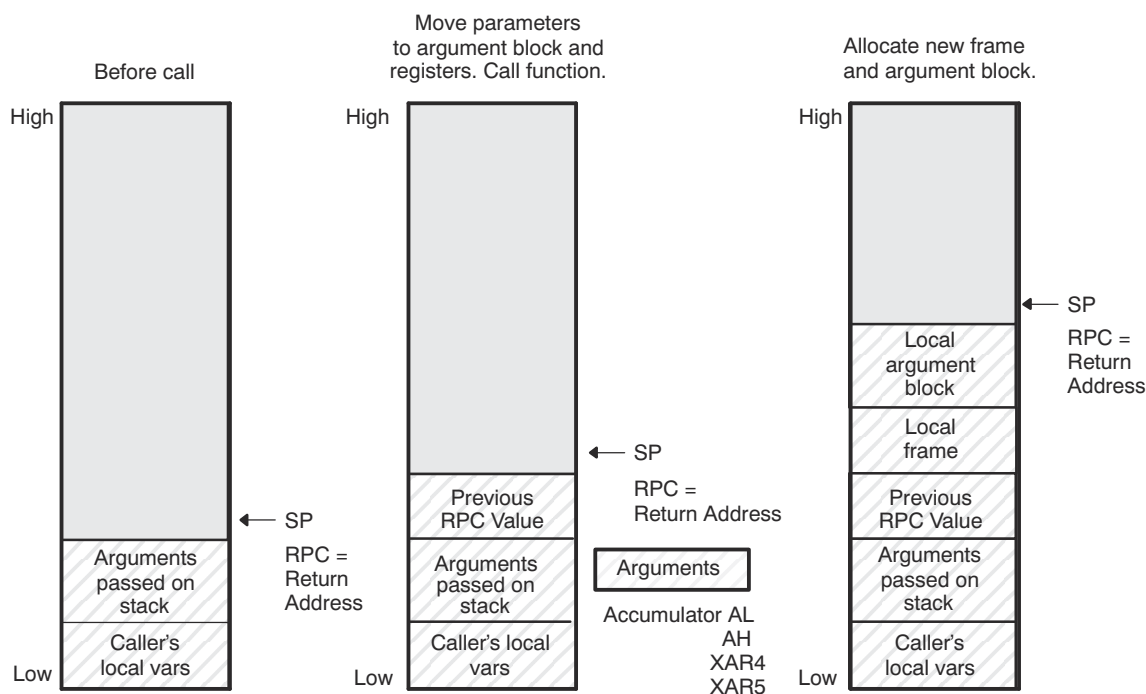 Before call
High
SP
RPC =
Return
Address
Arguments
passed on
stack
Caller's
local vars
Low
Move parameters
to argument block and
registers. Call function.
High
SP
RPC =
Return Address
Previous
RPC Value
Arguments
passed on
stack
Caller's local
vars
Low
Arguments
Accumulator AL
AH
XAR4
XAR5
Allocate new frame
and argument block.
High
SP
RPC =
Return
Address
Local
argument
block
Local
frame
Previous
RPC Value
Arguments
passed on
stack
Caller's
local vars
Low